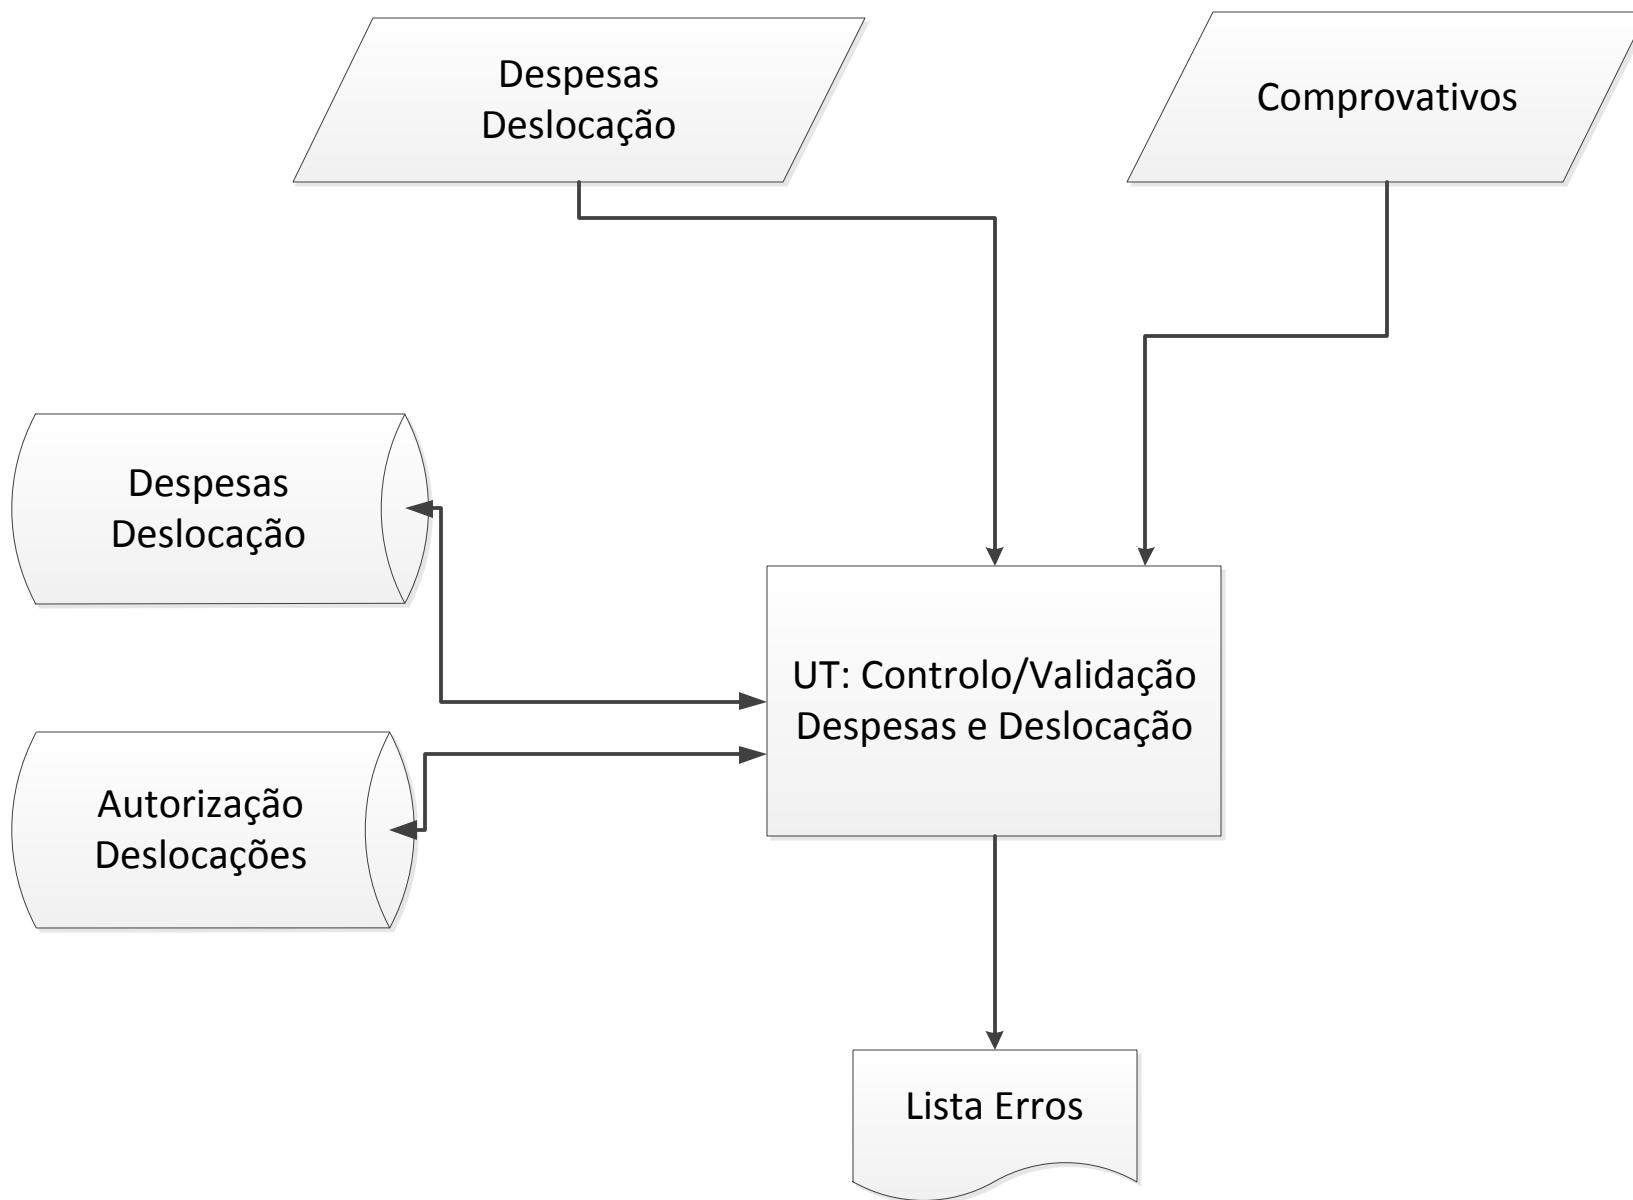 Despesas
Deslocação
Comprovativos
Despesas
Deslocação
UT: Controlo/Validação
Despesas e Deslocação
Autorização
Deslocações
Lista Erros